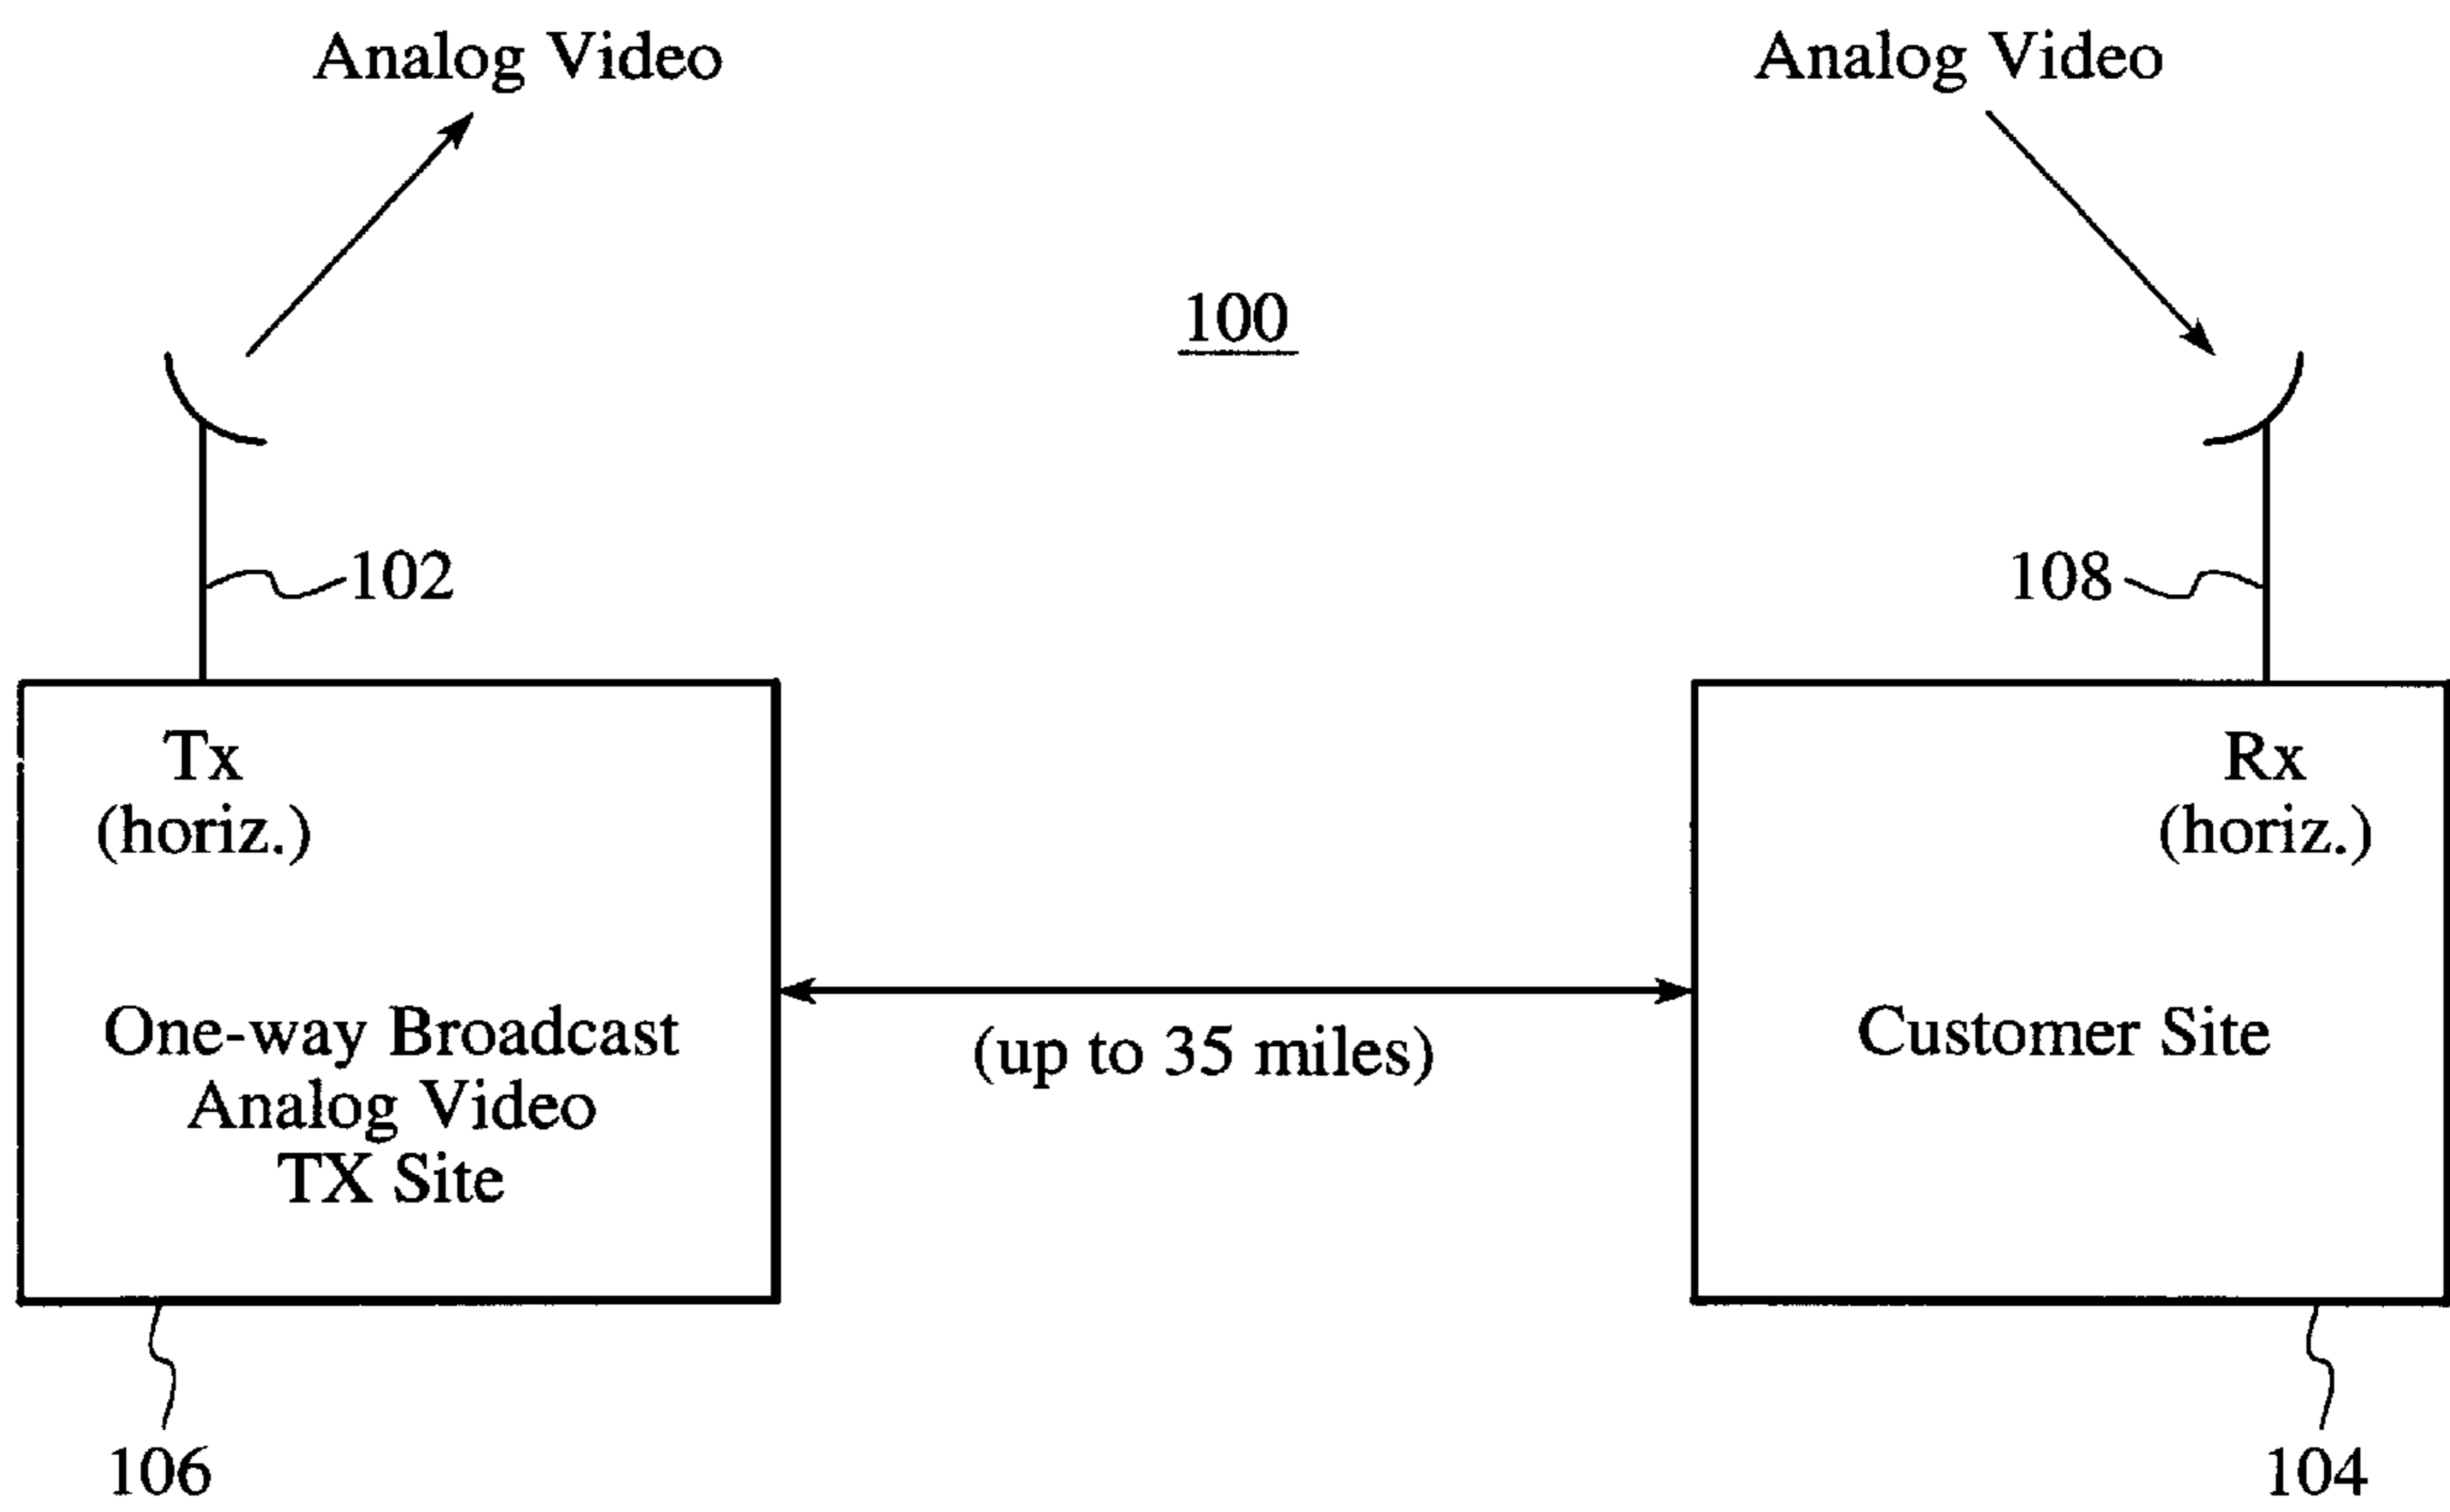 Analog Video
Analog Video
100
102
108
Tx
(horiz.)
Rx
(horiz.)
One-way Broadcast
Analog Video
TX Site
(up to 35 miles)
Customer Site
106
104